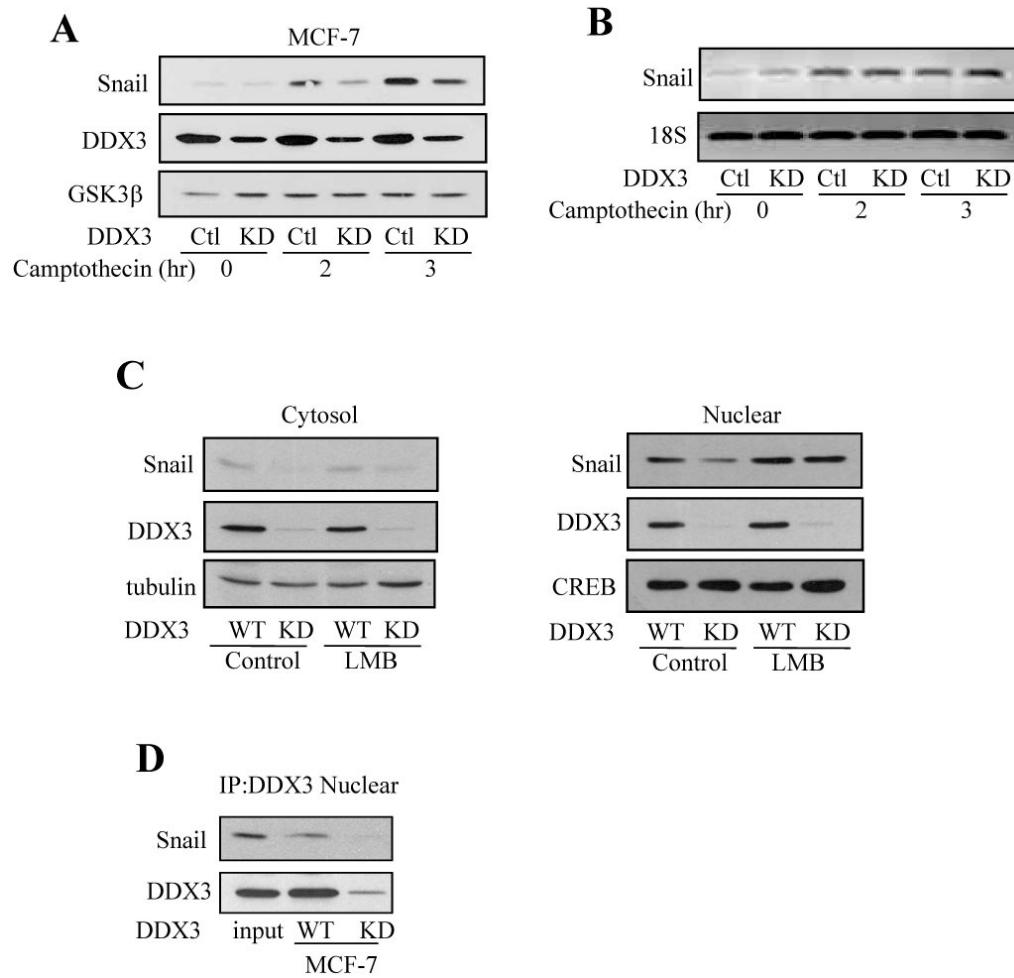 A
MCF-7
Snail
DDX3
GSK3β
DDX3 Ctl KD Ctl KD Ctl KD
Camptothecin (hr) 0 2 3
B
Snail
18S
DDX3 Ctl KD Ctl KD Ctl KD
Camptothecin (hr) 0 2 3
C
Cytosol
Snail
DDX3
tubulin
DDX3 WT KD WT KD
Control LMB
Nuclear
Snail
DDX3
CREB
DDX3 WT KD WT KD
Control LMB
D
IP:DDX3 Nuclear
Snail
DDX3
DDX3 input WT KD
MCF-7